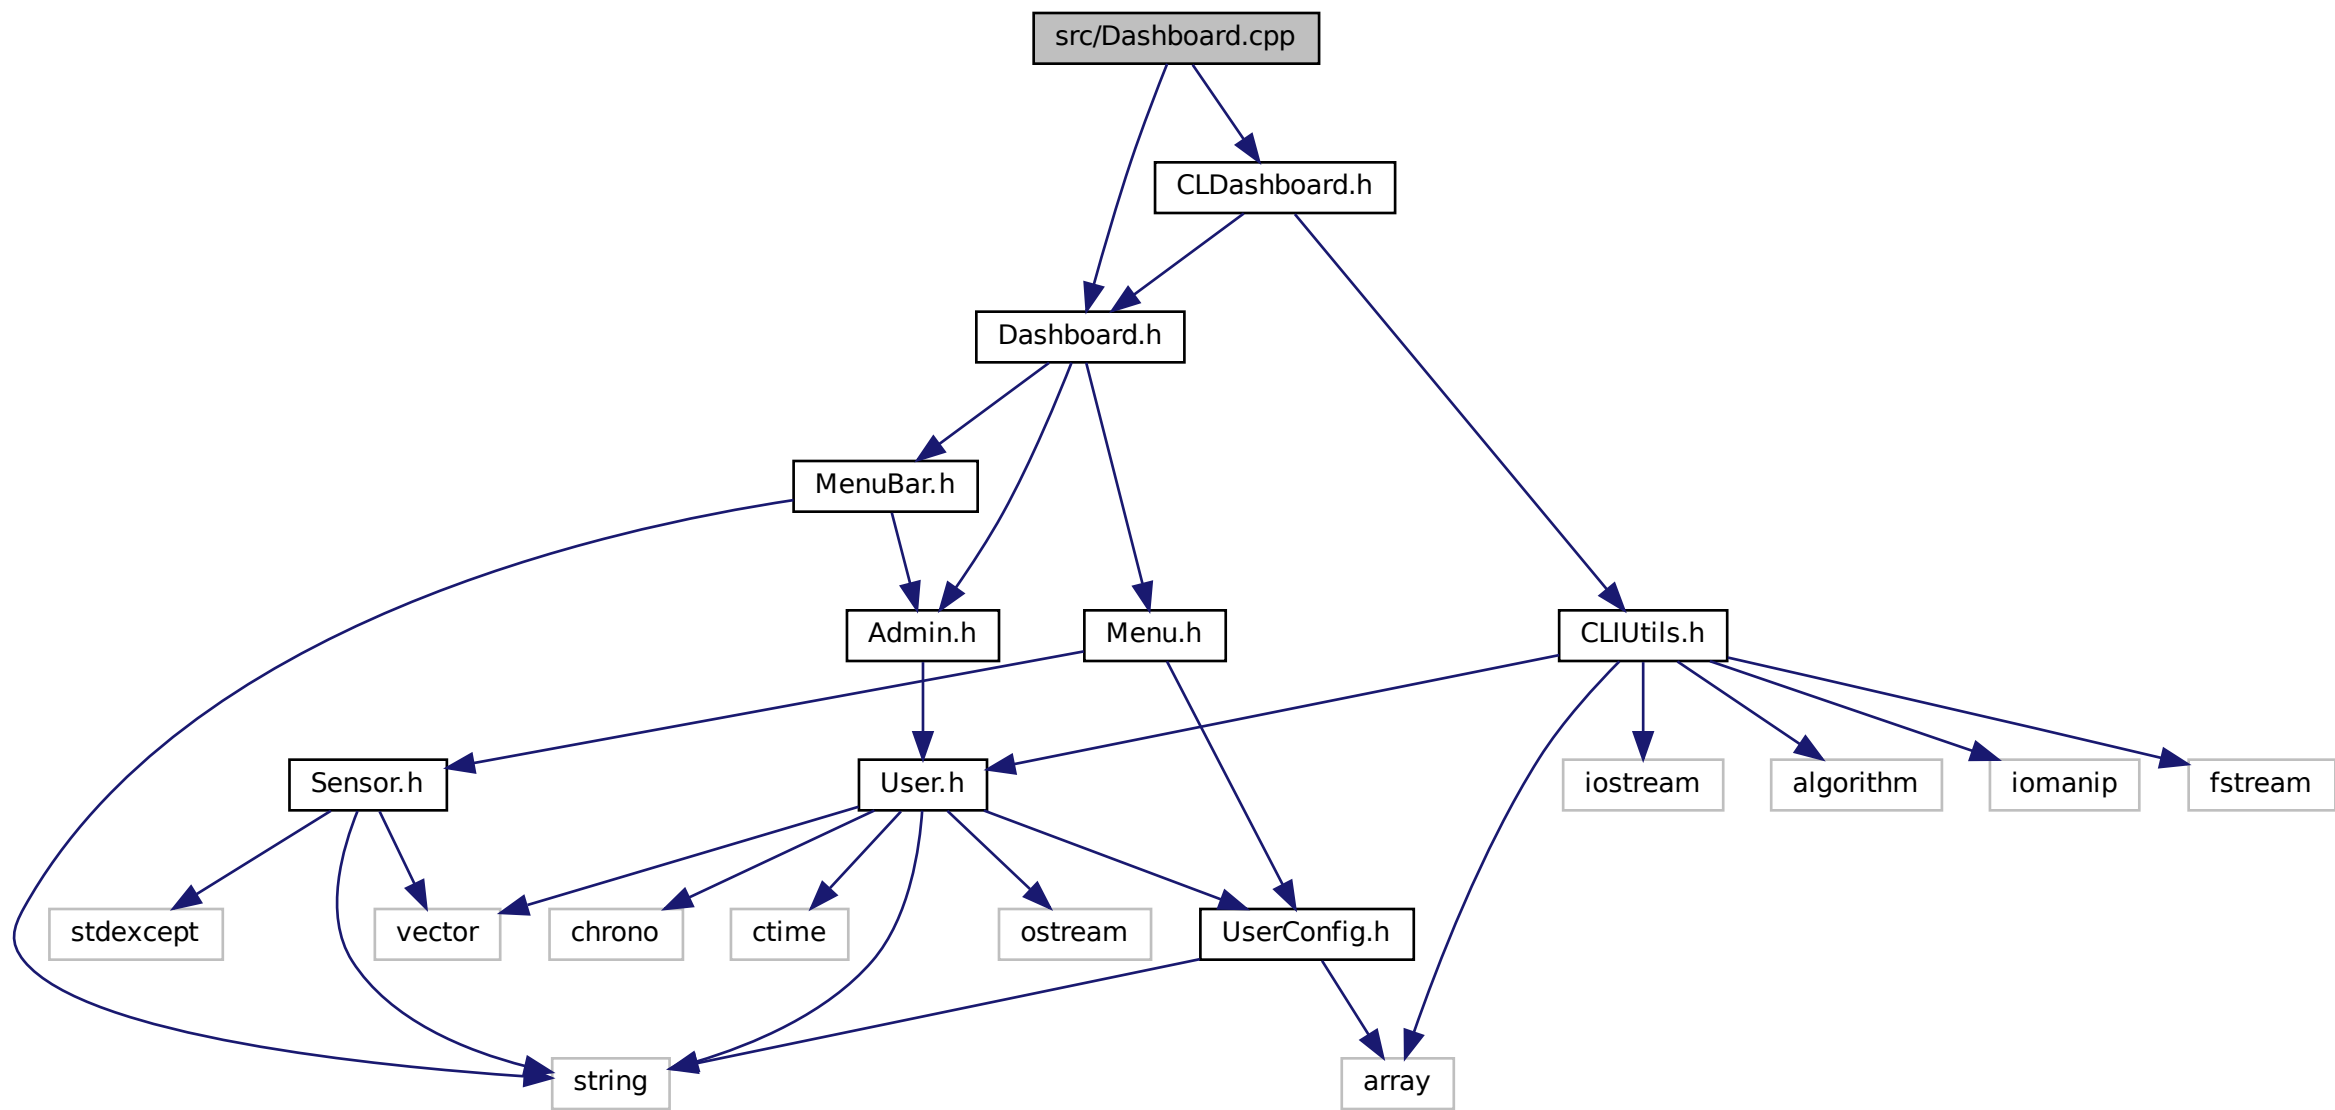 src/Dashboard.cpp
CLDashboard.h
Dashboard.h
MenuBar.h
Admin.h
Menu.h
CLIUtils.h
Sensor.h
User.h
iostream
algorithm
iomanip
fstream
stdexcept
vector
chrono
ctime
ostream
UserConfig.h
string
array